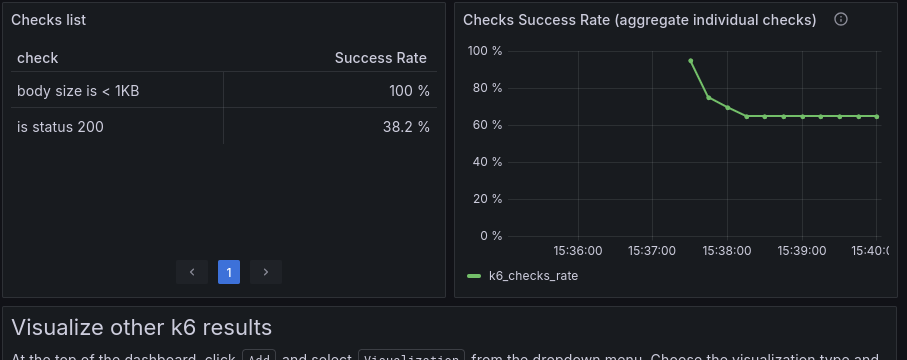 Checks list
check Success Rate
body size is < 1KB 100 %
is status 200 38.2 %
1
Checks Success Rate (aggregate individual checks)
100 %
80 %
60 %
40 %
20 %
0 %
15:36:00 15:37:00 15:38:00 15:39:00 15:40:0
k6_checks_rate
Visualize other k6 results
At the top of the dashboard, click Add and select Visualization from the dropdown menu. Choose the visualization type and